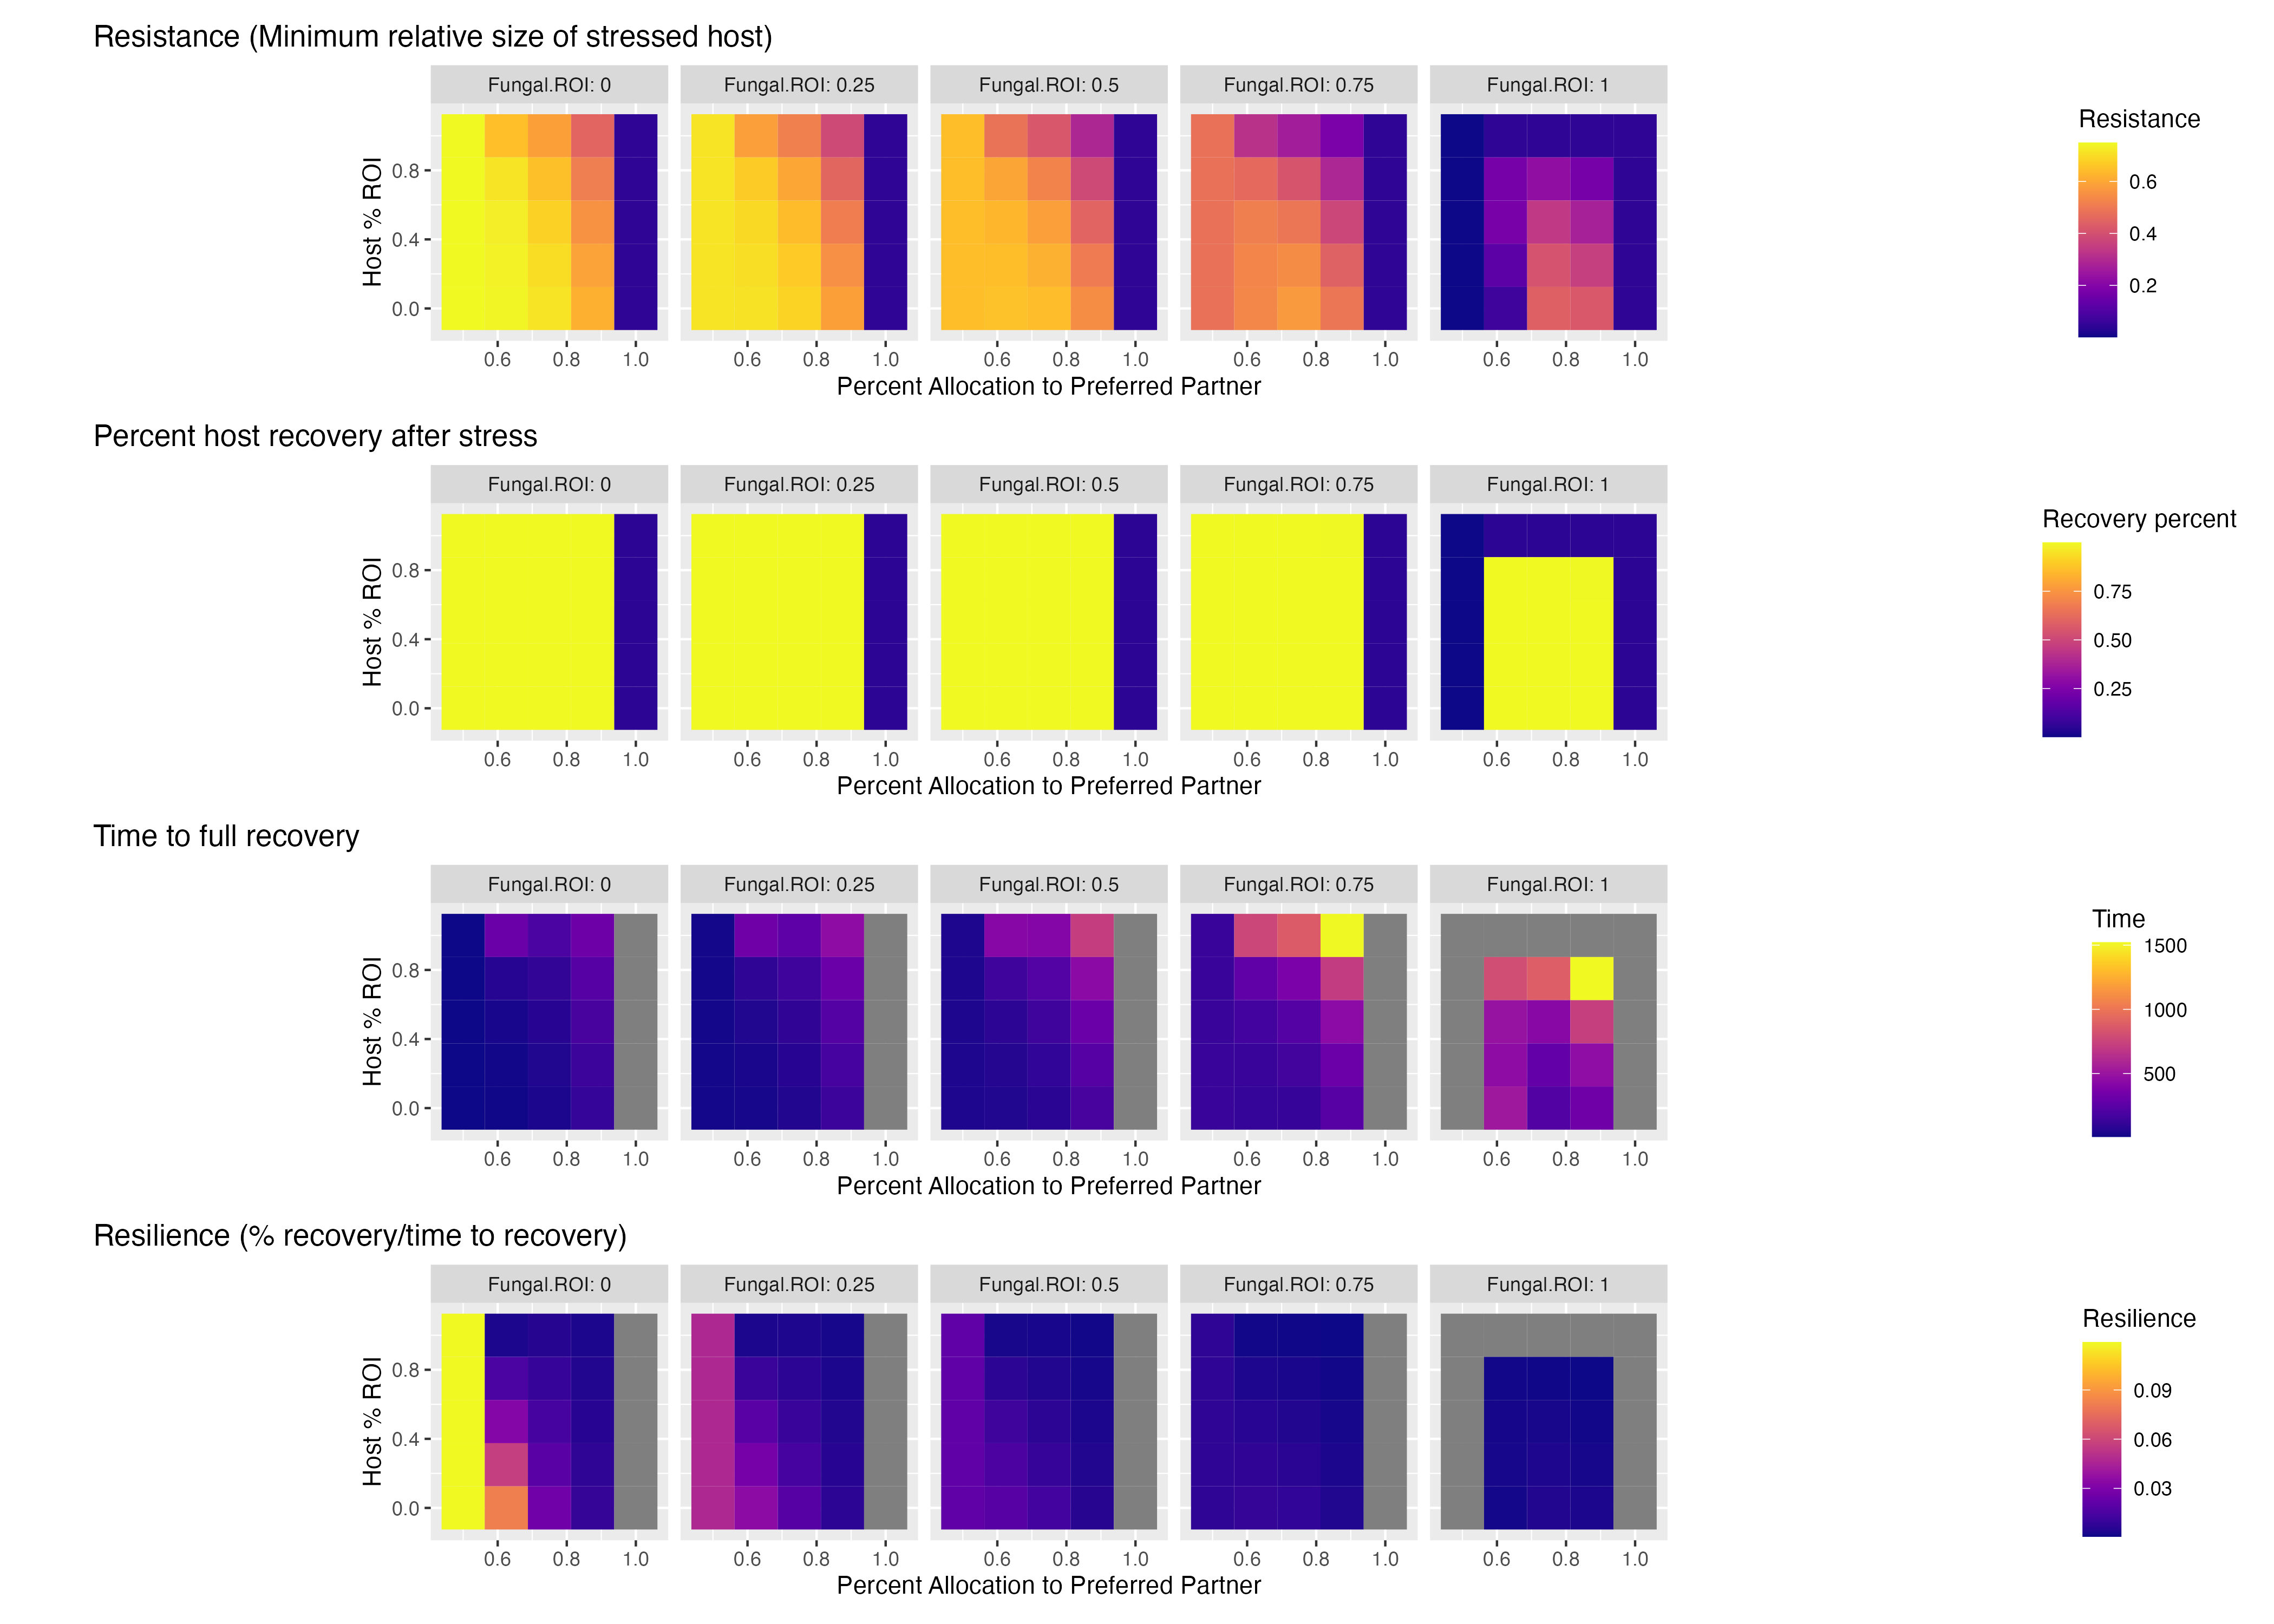 Resistance (Minimum relative size of stressed host)
Fungal.ROI: 0 Fungal.ROI: 0.25 Fungal.ROI: 0.5 Fungal.ROI: 0.75 Fungal.ROI: 1
Host % ROI
0.8
0.4
0.0
0.6 0.8 1.0 0.6 0.8 1.0 0.6 0.8 1.0 0.6 0.8 1.0 0.6 0.8 1.0
Percent Allocation to Preferred Partner
Resistance
0.6
0.4
0.2
Percent host recovery after stress
Fungal.ROI: 0 Fungal.ROI: 0.25 Fungal.ROI: 0.5 Fungal.ROI: 0.75 Fungal.ROI: 1
Host % ROI
0.8
0.4
0.0
0.6 0.8 1.0 0.6 0.8 1.0 0.6 0.8 1.0 0.6 0.8 1.0 0.6 0.8 1.0
Percent Allocation to Preferred Partner
Recovery percent
0.75
0.50
0.25
Time to full recovery
Fungal.ROI: 0 Fungal.ROI: 0.25 Fungal.ROI: 0.5 Fungal.ROI: 0.75 Fungal.ROI: 1
Host % ROI
0.8
0.4
0.0
0.6 0.8 1.0 0.6 0.8 1.0 0.6 0.8 1.0 0.6 0.8 1.0 0.6 0.8 1.0
Percent Allocation to Preferred Partner
Time
1500
1000
500
Resilience (% recovery/time to recovery)
Fungal.ROI: 0 Fungal.ROI: 0.25 Fungal.ROI: 0.5 Fungal.ROI: 0.75 Fungal.ROI: 1
Host % ROI
0.8
0.4
0.0
0.6 0.8 1.0 0.6 0.8 1.0 0.6 0.8 1.0 0.6 0.8 1.0 0.6 0.8 1.0
Percent Allocation to Preferred Partner
Resilience
0.09
0.06
0.03